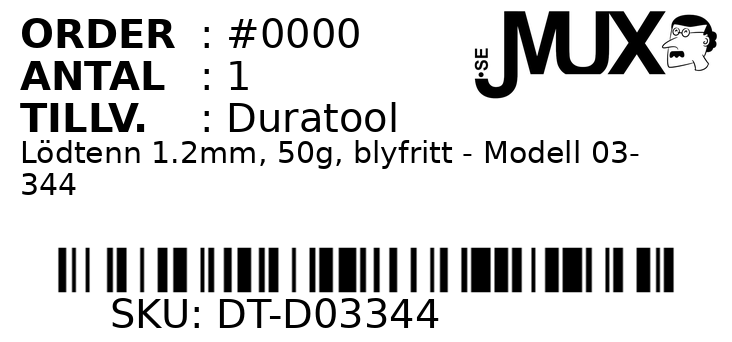 ORDER : #0000
ANTAL : 1
TILLV. : Duratool
JMUX.SE
Lödtenn 1.2mm, 50g, blyfritt - Modell 03-
344
SKU: DT-D03344